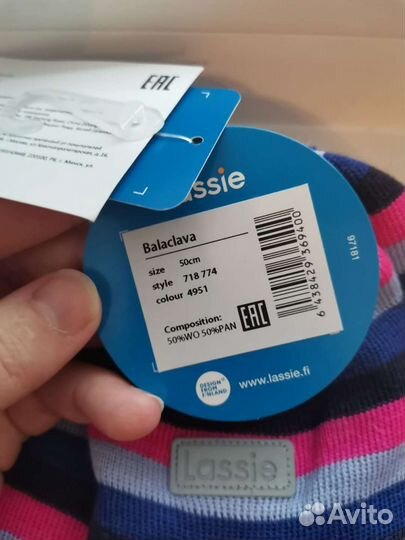 EAC
lassie
Balaclava
size 50cm
style 718 774
colour 4951
Composition:
50%WO 50%PAN
EAC
6 438429 369400
97181
DESIGN
FROM
FINLAND
www.lassie.fi
Lassie
Avito